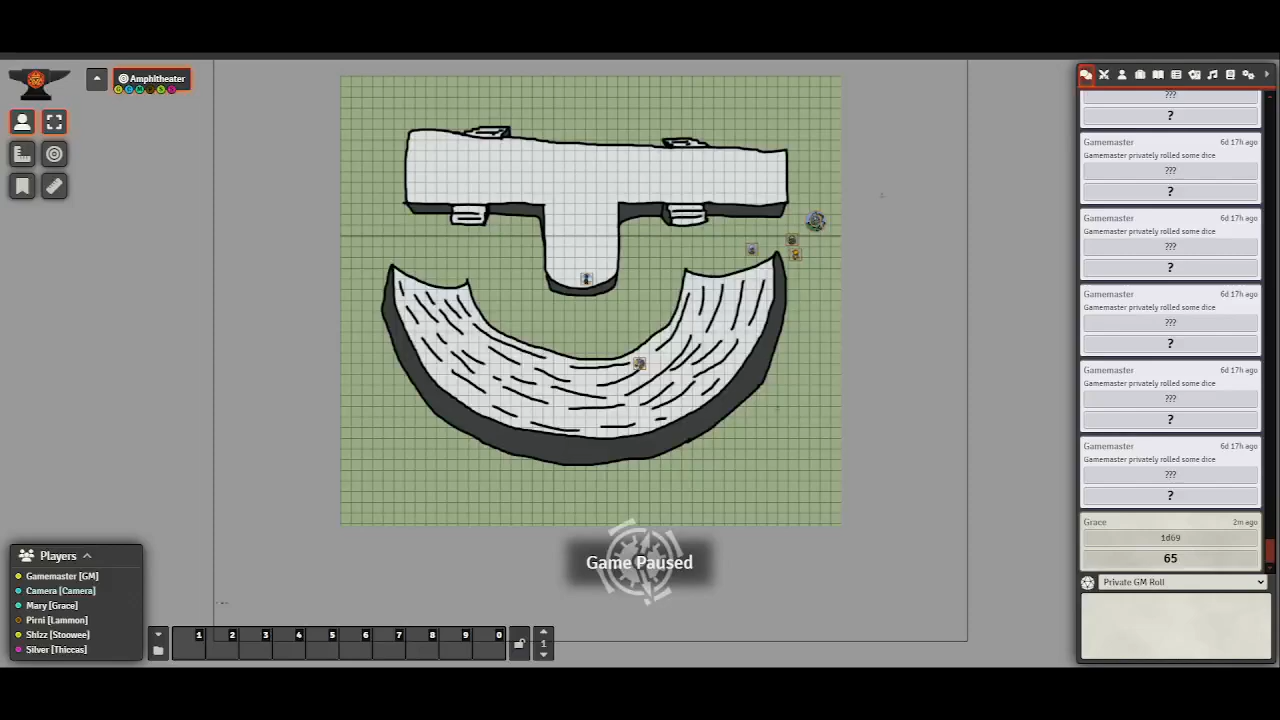 Amphitheater
G C M P S S
???
?
Gamemaster 6d 17h ago
Gamemaster privately rolled some dice
???
?
Gamemaster 6d 17h ago
Gamemaster privately rolled some dice
???
?
Gamemaster 6d 17h ago
Gamemaster privately rolled some dice
???
?
Gamemaster 6d 17h ago
Gamemaster privately rolled some dice
???
?
Gamemaster 6d 17h ago
Gamemaster privately rolled some dice
???
?
Grace 2m ago
1d69
65
Private GM Roll
Game Paused
Players
Gamemaster [GM]
Camera [Camera]
Mary [Grace]
Pirni [Lammon]
Shizz [Stoowee]
Silver [Thiccas]
1 2 3 4 5 6 7 8 9 0
1